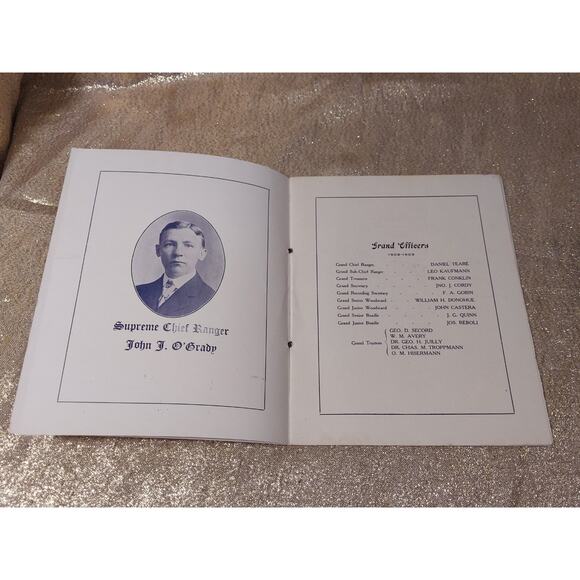 Supreme Chief Ranger
John J. O'Grady
Grand Officers
1908-1909
Grand Chief Ranger, DANIEL TEARE
Grand Sub-Chief Ranger LEO KAUFMANN
Grand Treasurer FRANK CONKLIN
Grand Secretary JNO. J. CORDY
Grand Recording Secretary F. A. GOBIN
Grand Senior Woodward WILLIAM H. DONOHUE
Grand Junior Woodward JOHN CASTERA
Grand Senior Beadle J. G. QUINN
Grand Junior Beadle JOS. REBOLI
Grand Trustees
GEO. D. SECORD
W. M. AVERY
DR. GEO. H. JUILLY
DR. CHAS. M. TROPPMANN
O. M.